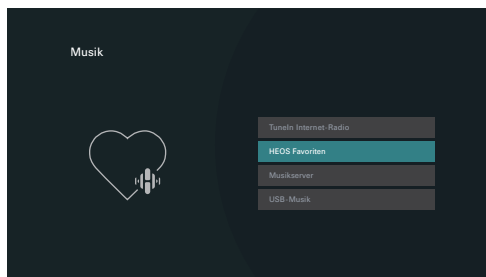 Musik
TuneIn Internet-Radio
HEOS Favoriten
Musikserver
USB-Musik